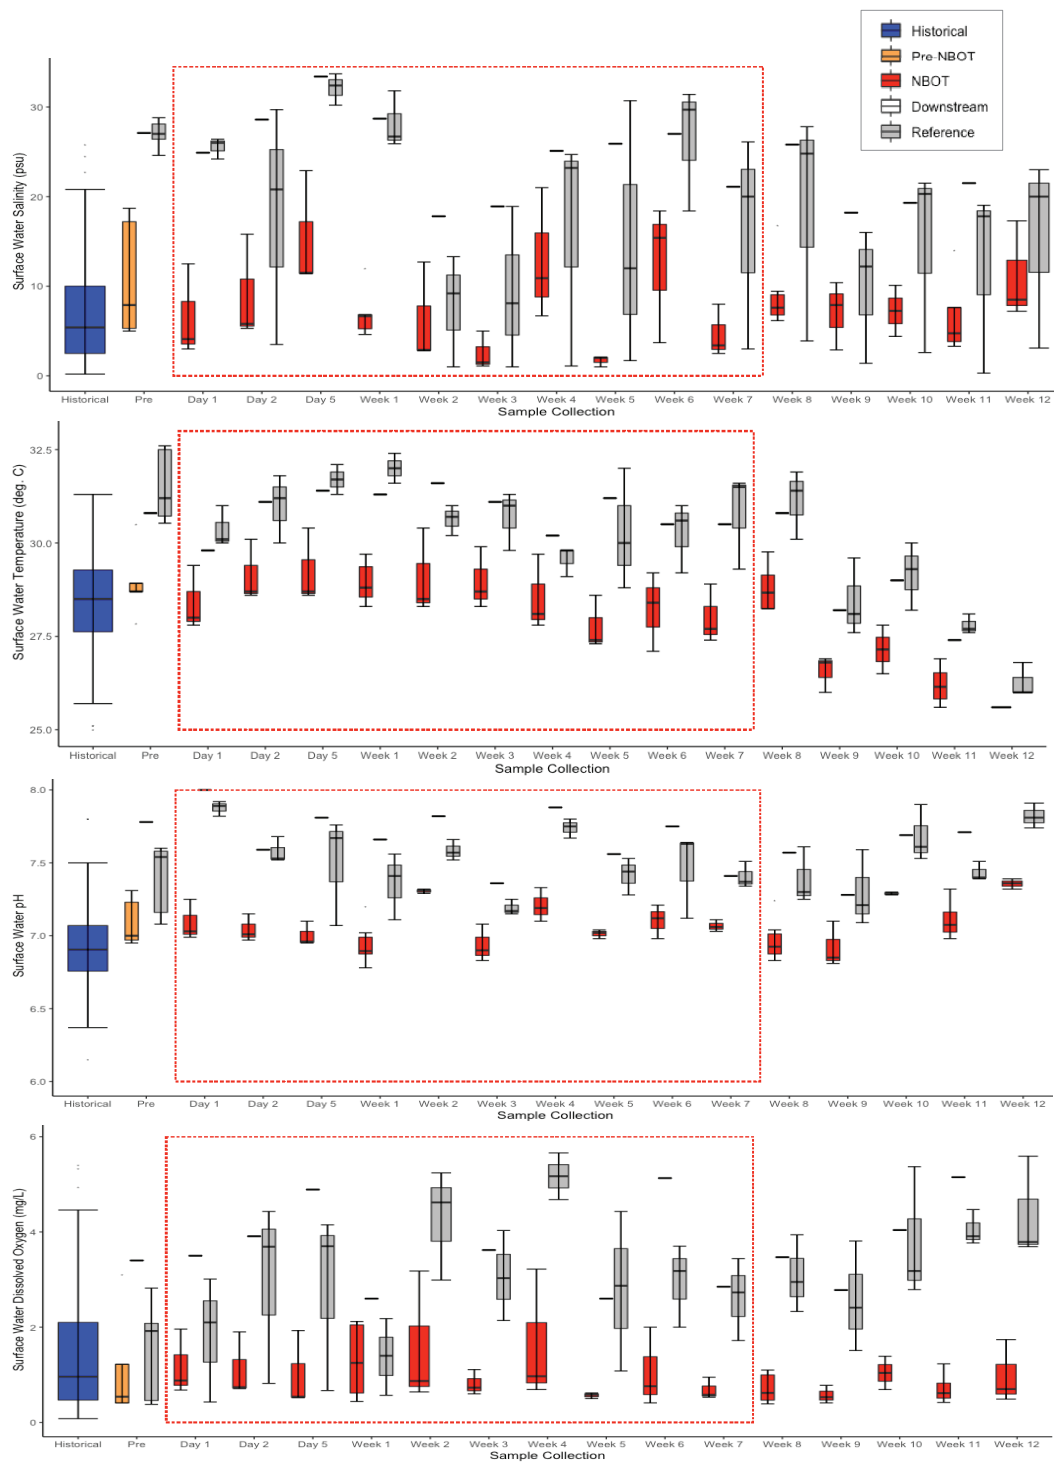 Historical
Pre-NBOT
NBOT
Downstream
Reference
Surface Water Salinity (psu)
30
20
10
0
Historical Pre Day 1 Day 2 Day 5 Week 1 Week 2 Week 3 Week 4 Week 5 Week 6 Week 7 Week 8 Week 9 Week 10 Week 11 Week 12
Sample Collection
Surface Water Temperature (deg. C)
32.5
30.0
27.5
25.0
Historical Pre Day 1 Day 2 Day 5 Week 1 Week 2 Week 3 Week 4 Week 5 Week 6 Week 7 Week 8 Week 9 Week 10 Week 11 Week 12
Sample Collection
Surface Water pH
8.0
7.5
7.0
6.5
6.0
Historical Pre Day 1 Day 2 Day 5 Week 1 Week 2 Week 3 Week 4 Week 5 Week 6 Week 7 Week 8 Week 9 Week 10 Week 11 Week 12
Sample Collection
Surface Water Dissolved Oxygen (mg/L)
6
4
2
0
Historical Pre Day 1 Day 2 Day 5 Week 1 Week 2 Week 3 Week 4 Week 5 Week 6 Week 7 Week 8 Week 9 Week 10 Week 11 Week 12
Sample Collection